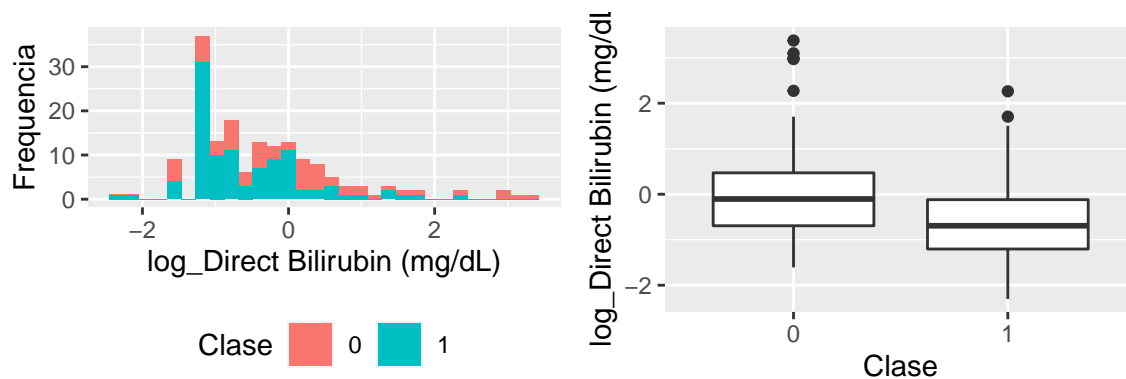 Frequencia
30
20
10
0
−2
0
2
log_Direct Bilirubin (mg/dL)
Clase
0
1
log_Direct Bilirubin (mg/dl
2
0
−2
0
1
Clase